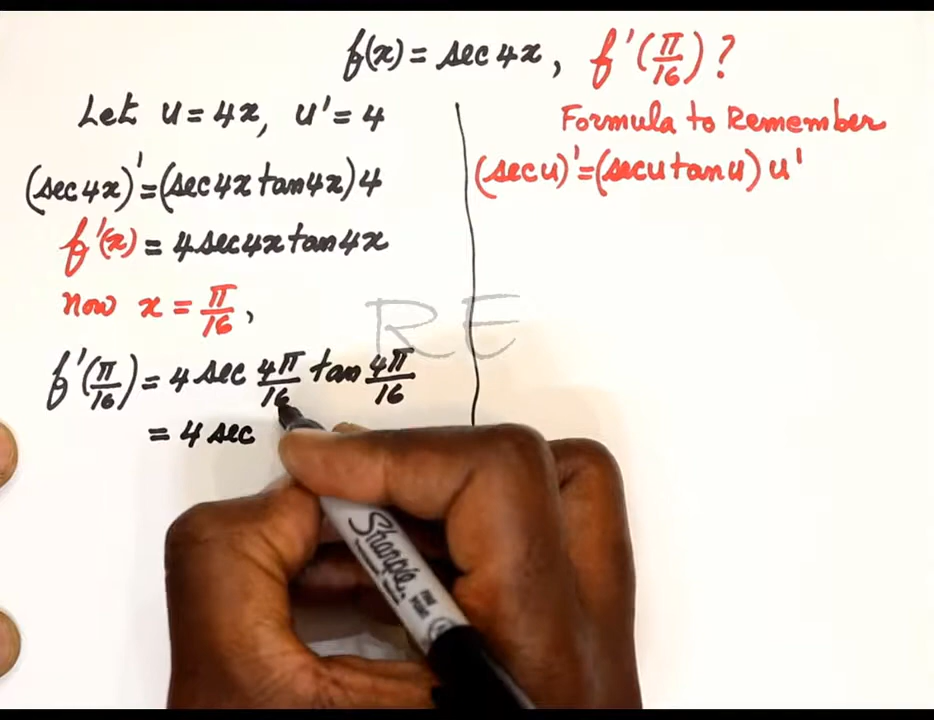 f(x) = sec 4x, f'(π/16)?
Let u = 4x, u' = 4
(sec 4x)' = (sec 4x tan 4x) 4
f'(x) = 4 sec 4x tan 4x
Now x = π/16,
f'(π/16) = 4 sec 4π/16 tan 4π/16
= 4 sec
Formula to Remember
(sec u)' = (sec u tan u) u'
RE
Sharpie